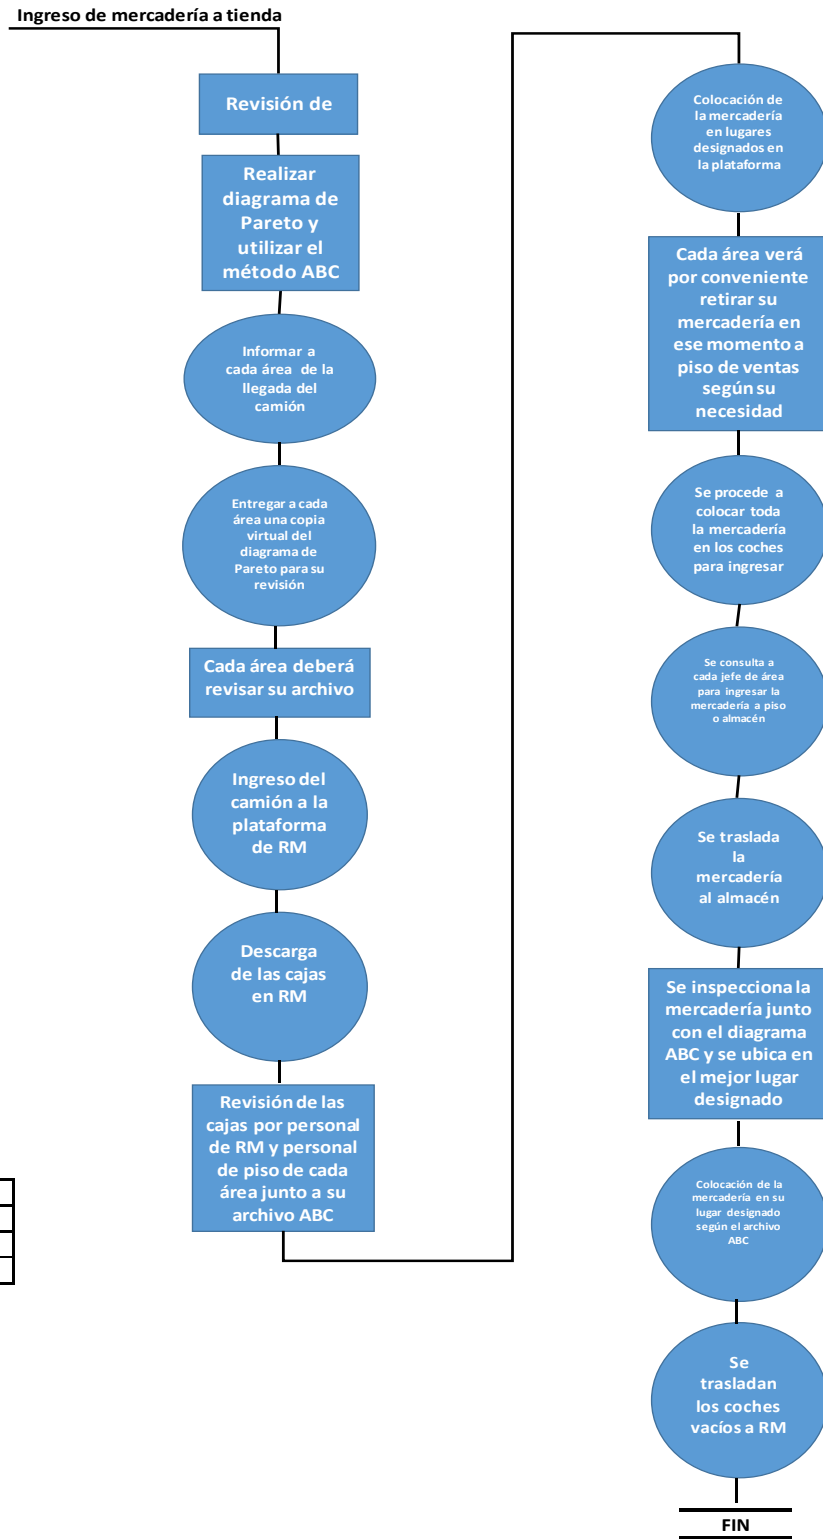 Ingreso de mercadería a tienda
Revisión de
Realizar
diagrama de
Pareto y
utilizar el
método ABC
Informar a
cada área de la
llegada del
camión
Entregar a cada
área una copia
virtual del
diagrama de
Pareto para su
revisión
Cada área deberá
revisar su archivo
Ingreso del
camión a la
plataforma
de RM
Descarga
de las cajas
en RM
Revisión de las
cajas por personal
de RM y personal
de piso de cada
área junto a su
archivo ABC
Colocación de
la mercadería
en lugares
designados en
la plataforma
Cada área verá
por conveniente
retirar su
mercadería en
ese momento a
piso de ventas
según su
necesidad
Se procede a
colocar toda
la mercadería
en los coches
para ingresar
Se consulta a
cada jefe de área
para ingresar la
mercadería a piso
o almacén
Se traslada
la
mercadería
al almacén
Se inspecciona la
mercadería junto
con el diagrama
ABC y se ubica en
el mejor lugar
designado
Colocación de la
mercadería en su
lugar designado
según el archivo
ABC
Se
trasladan
los coches
vacíos a RM
FIN